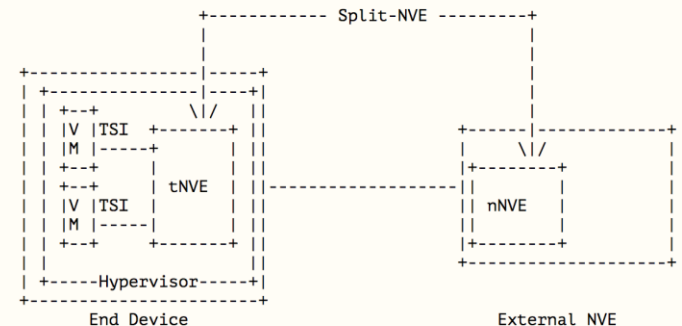 Split-NVE
V TSI
M
tNVE
V TSI
M
nNVE
Hypervisor
End Device External NVE